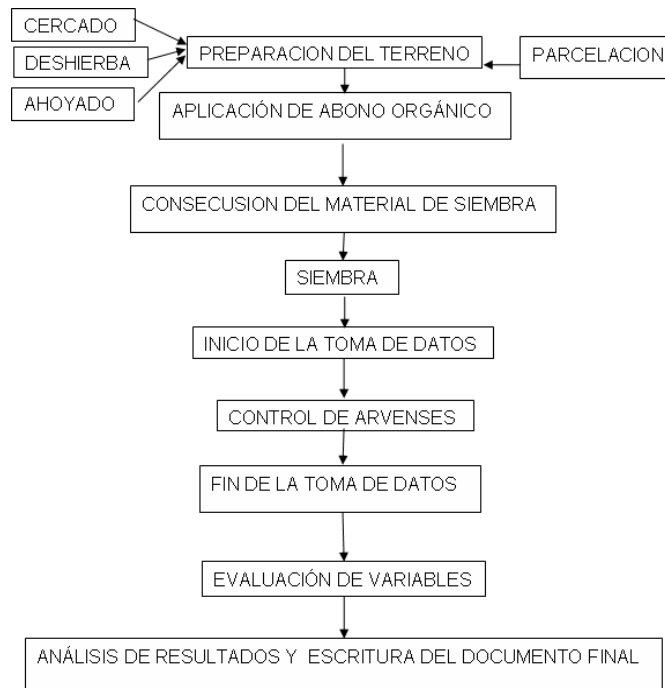 CERCADO
PREPARACION DEL TERRENO
PARCELACION
DESHIERBA
AHOYADO
APLICACIÓN DE ABONO ORGÁNICO
CONSECUSION DEL MATERIAL DE SIEMBRA
SIEMBRA
INICIO DE LA TOMA DE DATOS
CONTROL DE ARVENSES
FIN DE LA TOMA DE DATOS
EVALUACIÓN DE VARIABLES
ANÁLISIS DE RESULTADOS Y ESCRITURA DEL DOCUMENTO FINAL